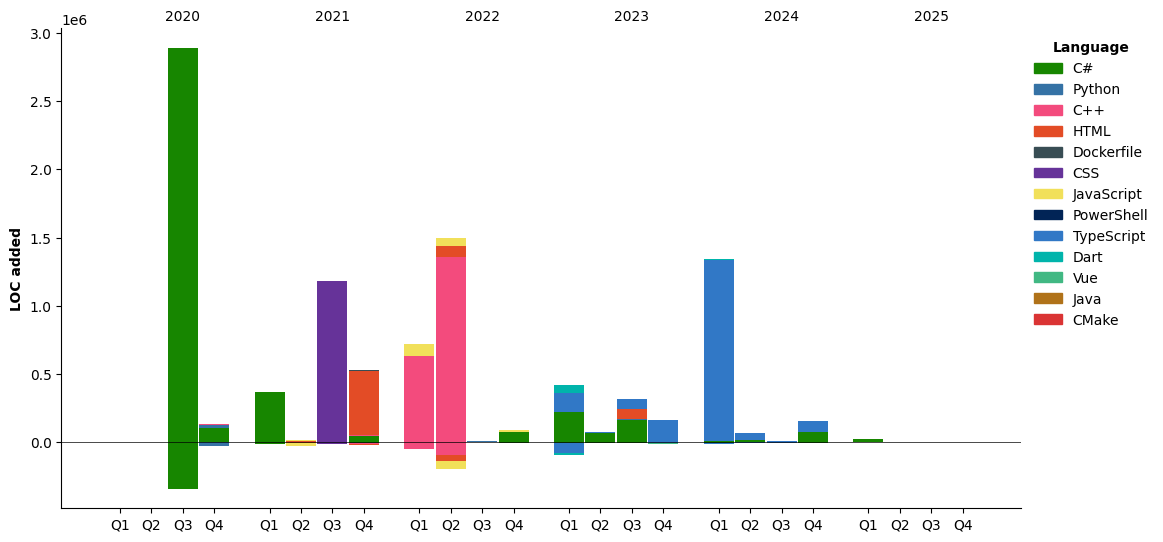 1e6
2020 2021 2022 2023 2024 2025
3.0
2.5
2.0
1.5
1.0
0.5
0.0
LOC added
Q1 Q2 Q3 Q4 Q1 Q2 Q3 Q4 Q1 Q2 Q3 Q4 Q1 Q2 Q3 Q4 Q1 Q2 Q3 Q4 Q1 Q2 Q3 Q4
Language
C#
Python
C++
HTML
Dockerfile
CSS
JavaScript
PowerShell
TypeScript
Dart
Vue
Java
CMake